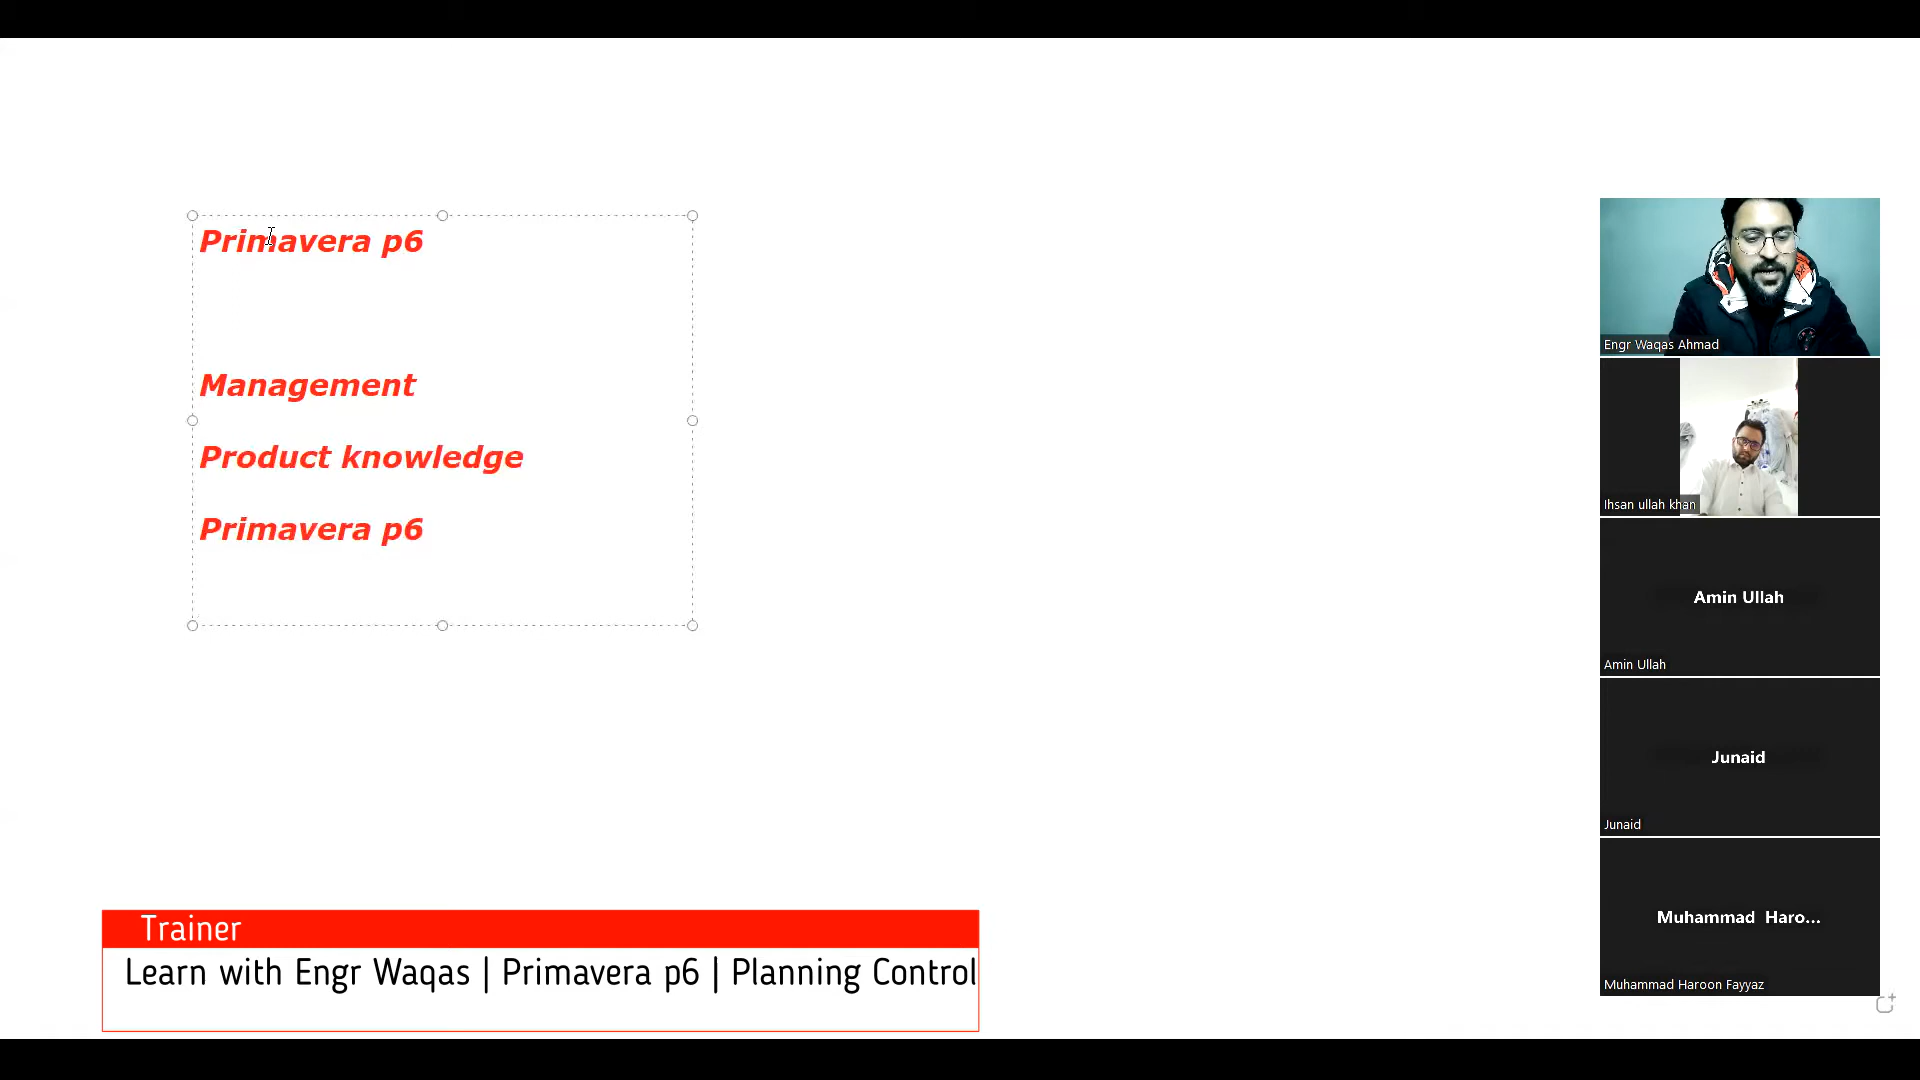 Primavera p6
Management
Product knowledge
Primavera p6
Trainer
Learn with Engr Waqas | Primavera p6 | Planning Control
Engr Waqas Ahmad
Ihsan ullah khan
Amin Ullah
Amin Ullah
Junaid
Junaid
Muhammad Haro...
Muhammad Haroon Fayyaz